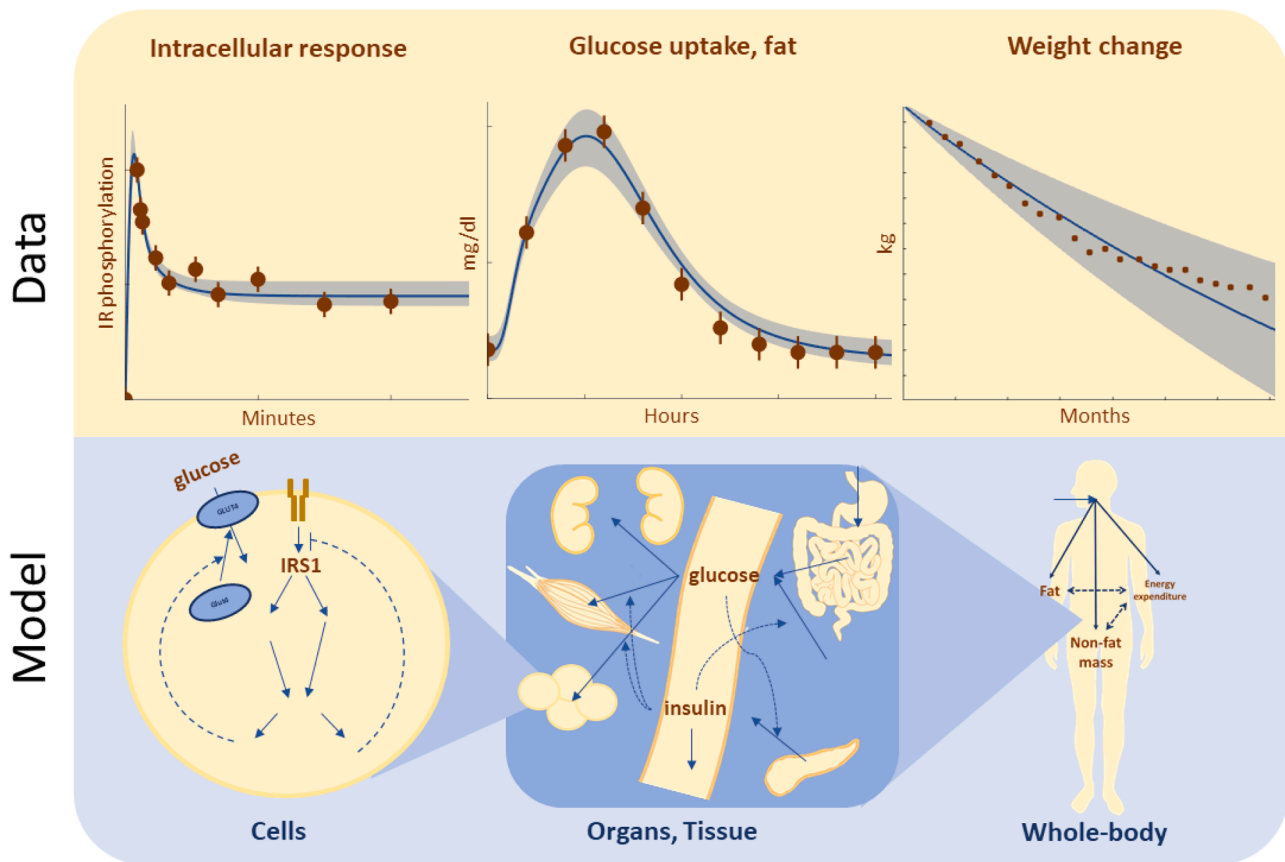 Intracellular response
Glucose uptake, fat
Weight change
Data
IR phosphorylation
mg/dl
kg
Minutes
Hours
Months
Model
glucose
GLUT4
IRS1
Glut4
glucose
insulin
Fat
Energy
expenditure
Non-fat
mass
Cells
Organs, Tissue
Whole-body